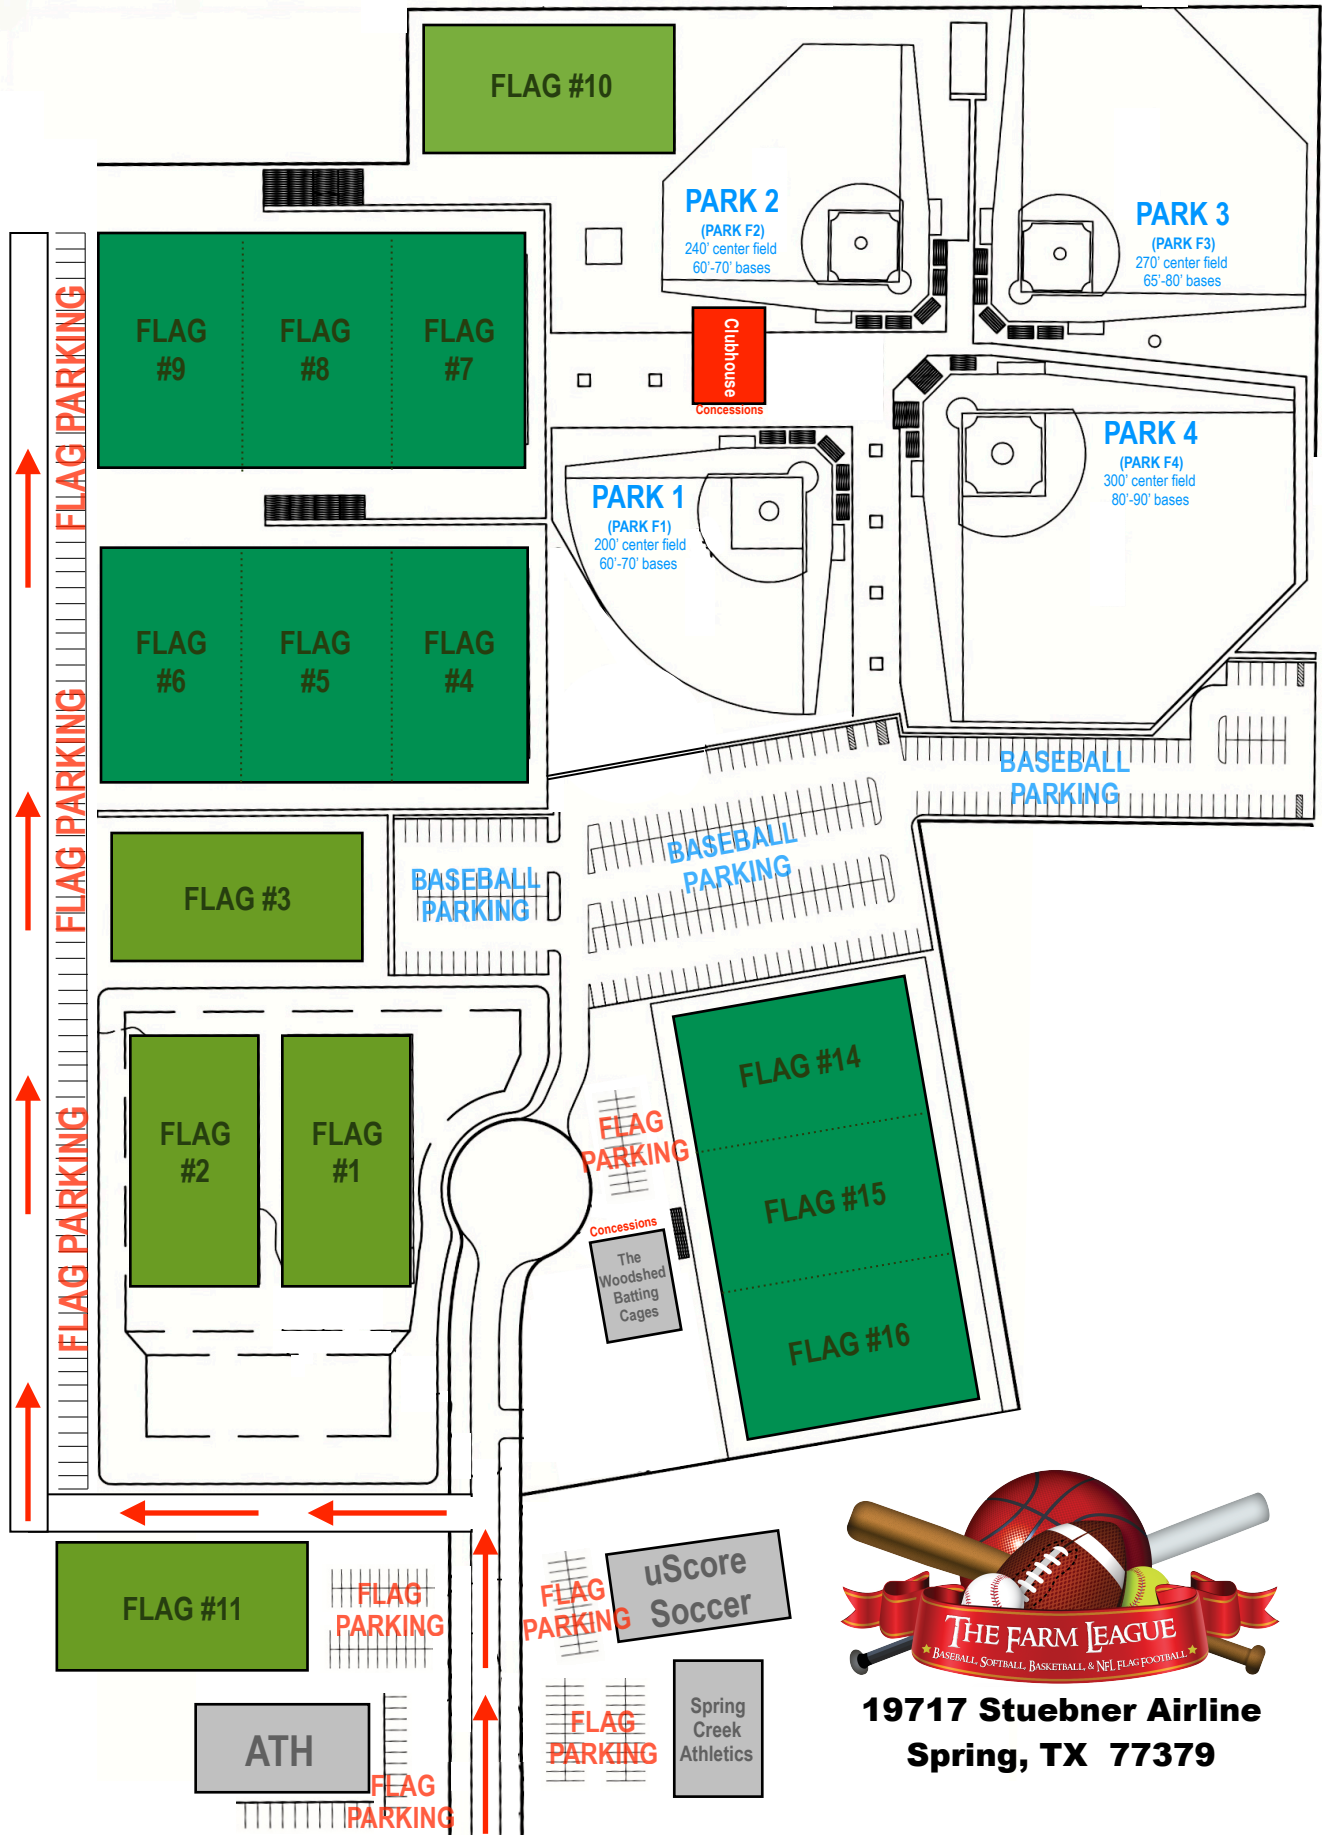 FLAG #10
PARK 2
(PARK F2)
240' center field
60'-70' bases
PARK 3
(PARK F3)
270' center field
65'-80' bases
FLAG
#9
FLAG
#8
FLAG
#7
FLAG PARKING
Clubhouse
Concessions
PARK 4
(PARK F4)
300' center field
80'-90' bases
PARK 1
(PARK F1)
200' center field
60'-70' bases
FLAG
#6
FLAG
#5
FLAG
#4
FLAG PARKING
BASEBALL
PARKING
BASEBALL
PARKING
BASEBALL
PARKING
FLAG #3
FLAG #14
FLAG
#2
FLAG
#1
FLAG
PARKING
FLAG PARKING
FLAG #15
Concessions
The
Woodshed
Batting
Cages
FLAG #16
FLAG #11
FLAG
PARKING
FLAG
PARKING
uScore
Soccer
THE FARM LEAGUE
BASEBALL, SOFTBALL, BASKETBALL, & NFL FLAG FOOTBALL
19717 Stuebner Airline
Spring, TX 77379
ATH
FLAG
PARKING
FLAG
PARKING
Spring
Creek
Athletics